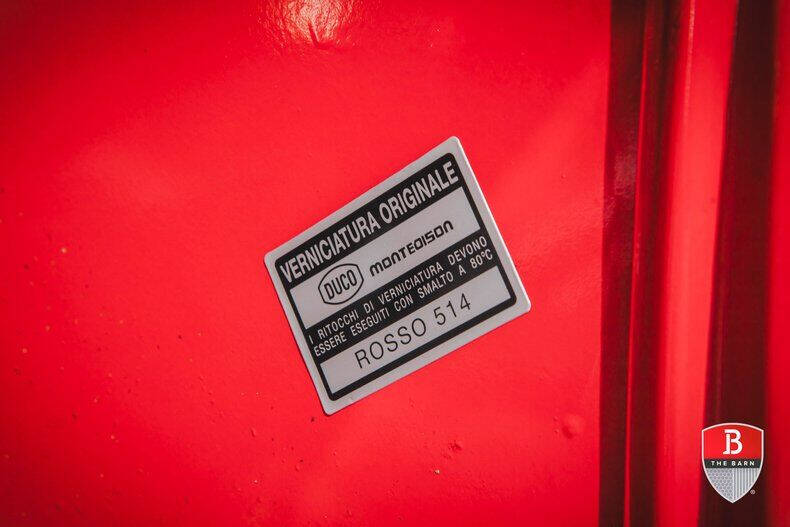 VERNICIATURA ORIGINALE
DUCO MONTEDISON
I RITOCCHI DI VERNICIATURA DEVONO
ESSERE ESEGUITI CON SMALTO A 80°C
ROSSO 514
B
THE BARN
®